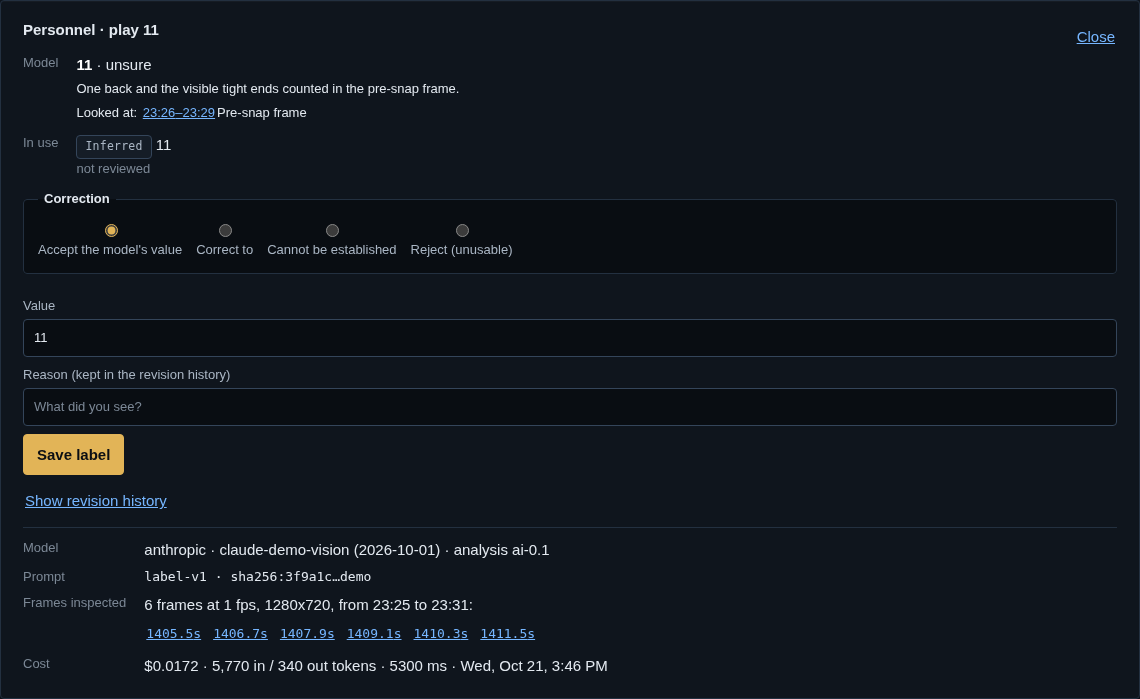 Personnel · play 11
Close
Model
11 · unsure
One back and the visible tight ends counted in the pre-snap frame.
Looked at: 23:26–23:29 Pre-snap frame
In use
Inferred 11
not reviewed
Correction
Accept the model's value
Correct to
Cannot be established
Reject (unusable)
Value
11
Reason (kept in the revision history)
What did you see?
Save label
Show revision history
Model
anthropic · claude-demo-vision (2026-10-01) · analysis ai-0.1
Prompt
label-v1 · sha256:3f9a1c…demo
Frames inspected
6 frames at 1 fps, 1280x720, from 23:25 to 23:31:
1405.5s 1406.7s 1407.9s 1409.1s 1410.3s 1411.5s
Cost
$0.0172 · 5,770 in / 340 out tokens · 5300 ms · Wed, Oct 21, 3:46 PM